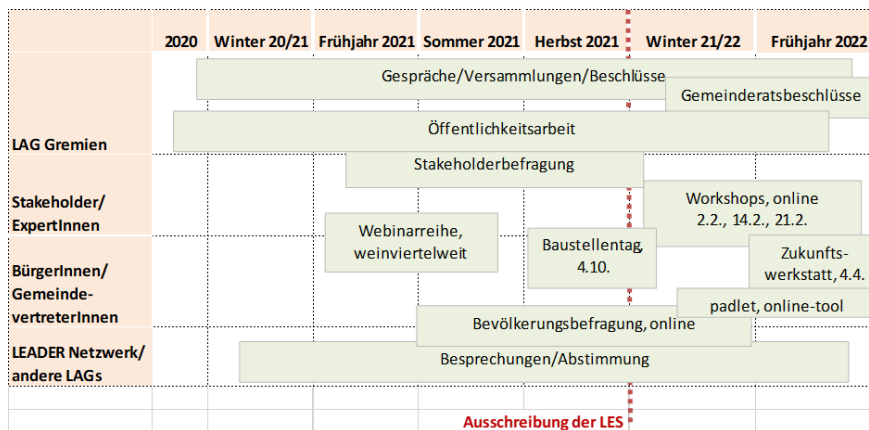 2020 Winter 20/21 Frühjahr 2021 Sommer 2021 Herbst 2021 Winter 21/22 Frühjahr 2022
Gespräche/Versammlungen/Beschlüsse
Gemeinderatsbeschlüsse
Öffentlichkeitsarbeit
LAG Gremien
Stakeholderbefragung
Stakeholder/
ExpertInnen
Workshops, online
2.2., 14.2., 21.2.
Webinarreihe,
weinviertelweit
Baustellentag,
4.10.
Zukunfts-
werkstatt, 4.4.
BürgerInnen/
Gemeinde-
vertreterInnen
padlet, online-tool
Bevölkerungsbefragung, online
LEADER Netzwerk/
andere LAGs
Besprechungen/Abstimmung
Ausschreibung der LES